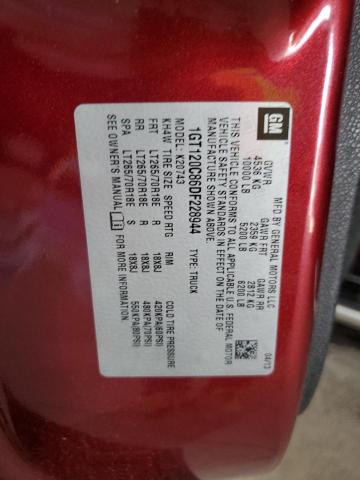 GM
MFD BY GENERAL MOTORS LLC
04/13
GVWR GAWR FRT GAWR RR
4536 KG 2359 KG 2812 KG
10000 LB 5200 LB 6200 LB
THIS VEHICLE CONFORMS TO ALL APPLICABLE U.S. FEDERAL MOTOR
VEHICLE SAFETY STANDARDS IN EFFECT ON THE DATE OF
MANUFACTURE SHOWN ABOVE.
1GT120C86DF228944 TYPE: TRUCK
MODEL: K20743
KH4W TIRE SIZE SPEED RTG RIM COLD TIRE PRESSURE
FRT LT265/70R18E R 18X8J 420KPA(60PSI)
RR LT265/70R18E R 18X8J 480KPA(70PSI)
SPA LT265/70R18E S 18X8J 550KPA(80PSI)
SEE OWNER'S MANUAL FOR MORE INFORMATION.